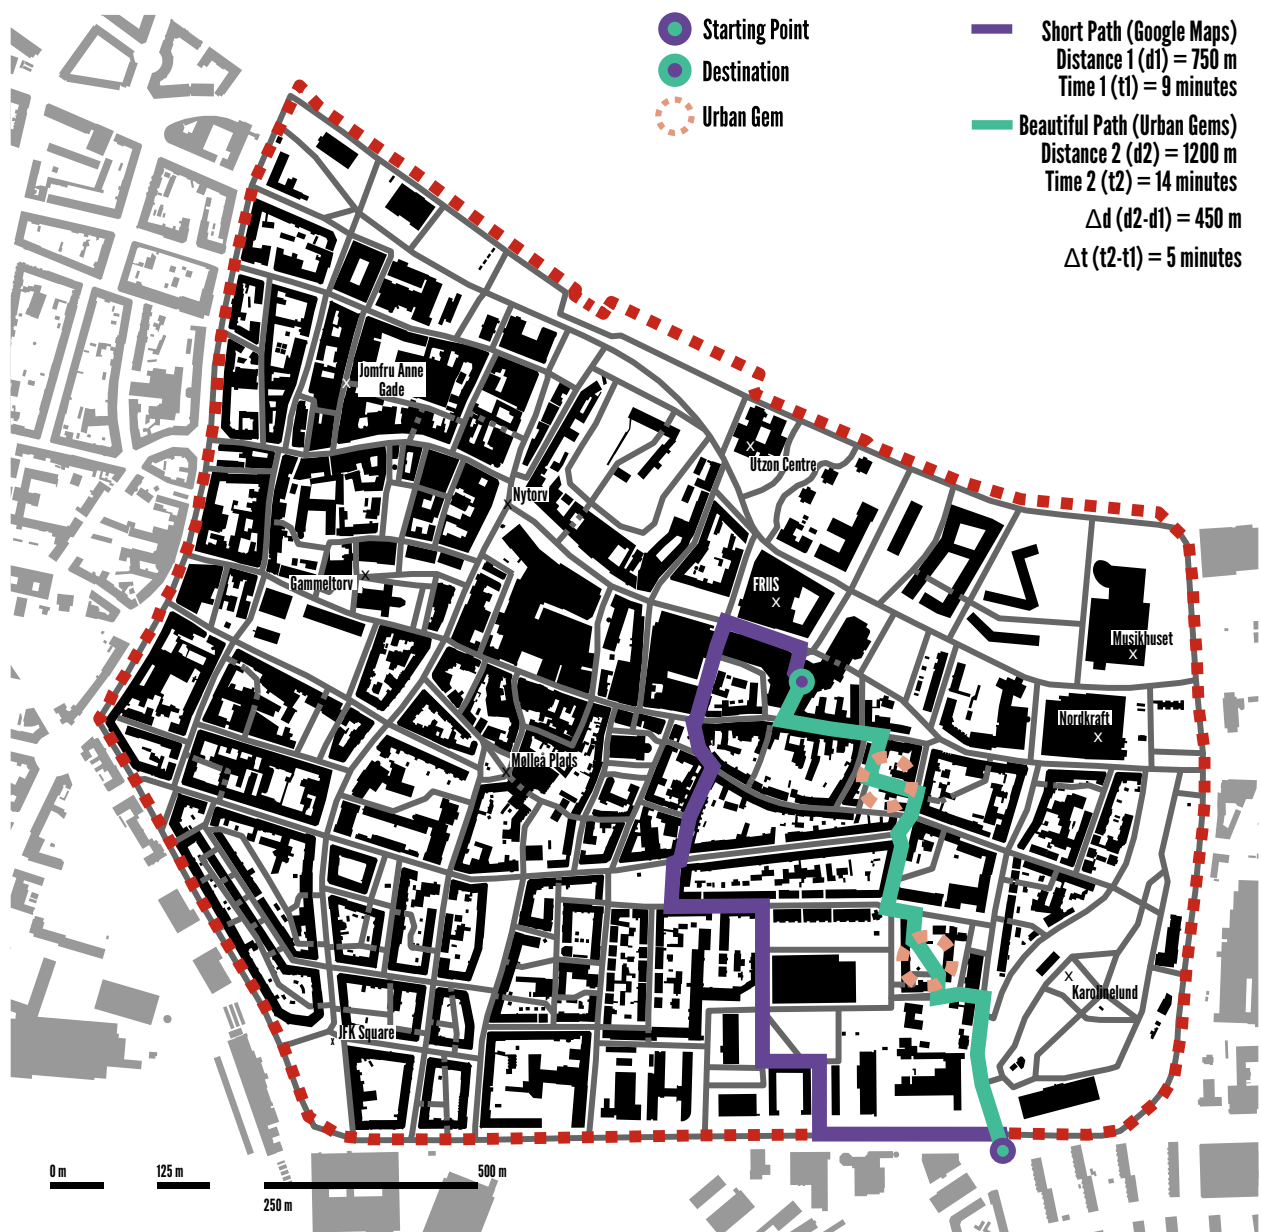 Starting Point
Destination
Urban Gem
Short Path (Google Maps)
Distance 1 (d1) = 750 m
Time 1 (t1) = 9 minutes
Beautiful Path (Urban Gems)
Distance 2 (d2) = 1200 m
Time 2 (t2) = 14 minutes
Δd (d2-d1) = 450 m
Δt (t2-t1) = 5 minutes
Jomfru Anne
Gade
x
x
Utzon Centre
Nytorv
x
Gammeltorv
x
FRIIS
x
Musikhuset
x
Nordkraft
x
Molleå Plads
x
x
Karolinelund
JFK Square
x
0 m
125 m
250 m
500 m